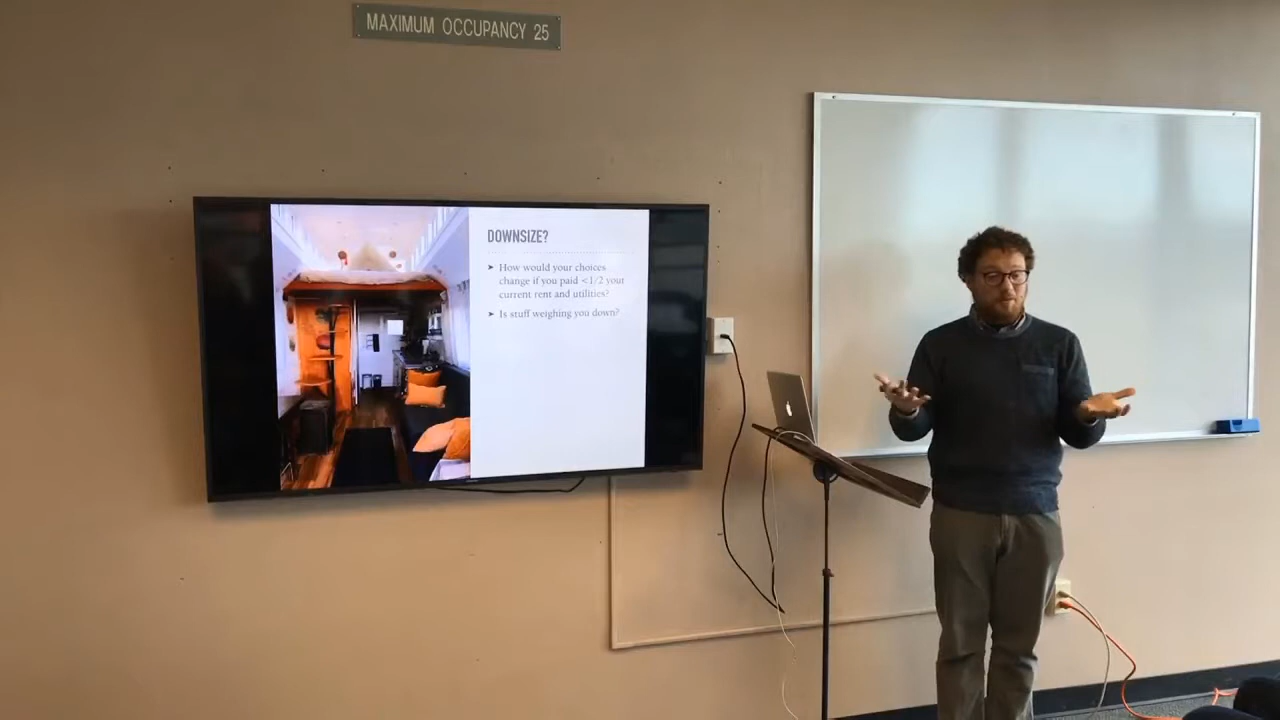 MAXIMUM OCCUPANCY 25
DOWNSIZE?
➤ How would your choices
change if you paid <1/2 your
current rent and utilities?
➤ Is stuff weighing you down?